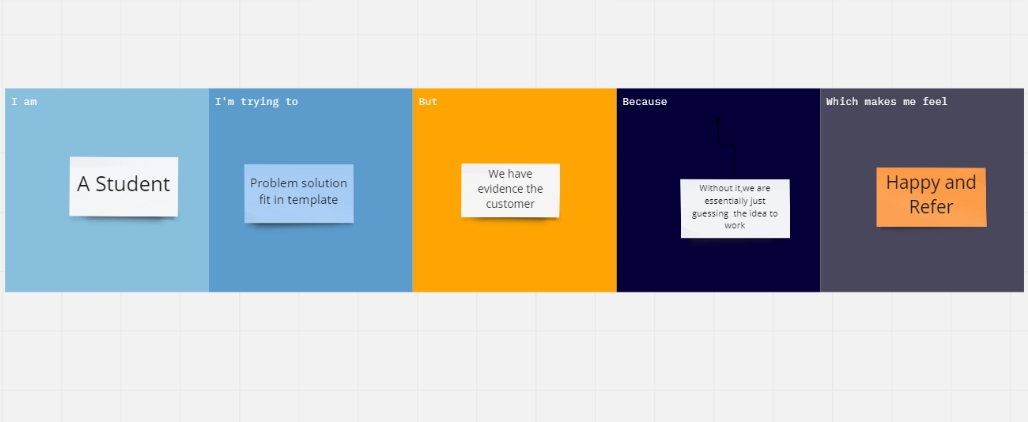 I am
I'm trying to
But
Because
Which makes me feel
A Student
Problem solution
fit in template
We have
evidence the
customer
Without it,we are
essentially just
guessing the idea to
work
Happy and
Refer